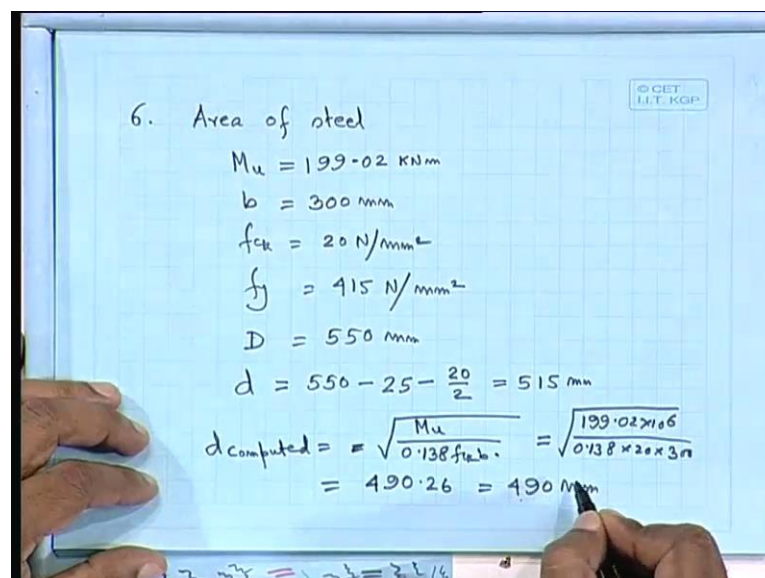 © CET
I.I.T. KGP
6. Area of steel
Mu = 199.02 KNm
b = 300 mm
fck = 20 N/mm²
fy = 415 N/mm²
D = 550 mm
d = 550 - 25 - 20/2 = 515 mm
d computed = = √(Mu / 0.138 fck b.) = √(199.02×10⁶ / 0.138 × 20 × 300)
= 490.26 = 490 mm